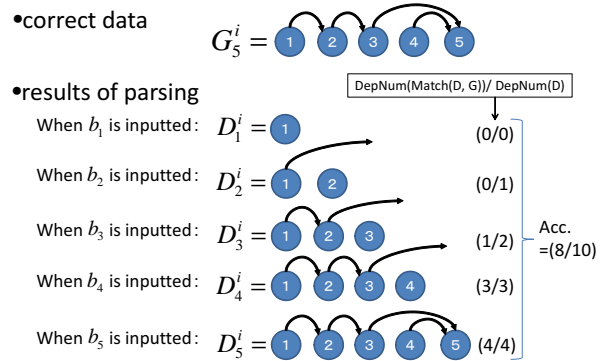 •correct data
G_5^i = 1 2 3 4 5
•results of parsing
DepNum(Match(D, G))/ DepNum(D)
When b_1 is inputted: D_1^i = 1 (0/0)
When b_2 is inputted: D_2^i = 1 2 (0/1)
When b_3 is inputted: D_3^i = 1 2 3 (1/2)
Acc.
=(8/10)
When b_4 is inputted: D_4^i = 1 2 3 4 (3/3)
When b_5 is inputted: D_5^i = 1 2 3 4 5 (4/4)